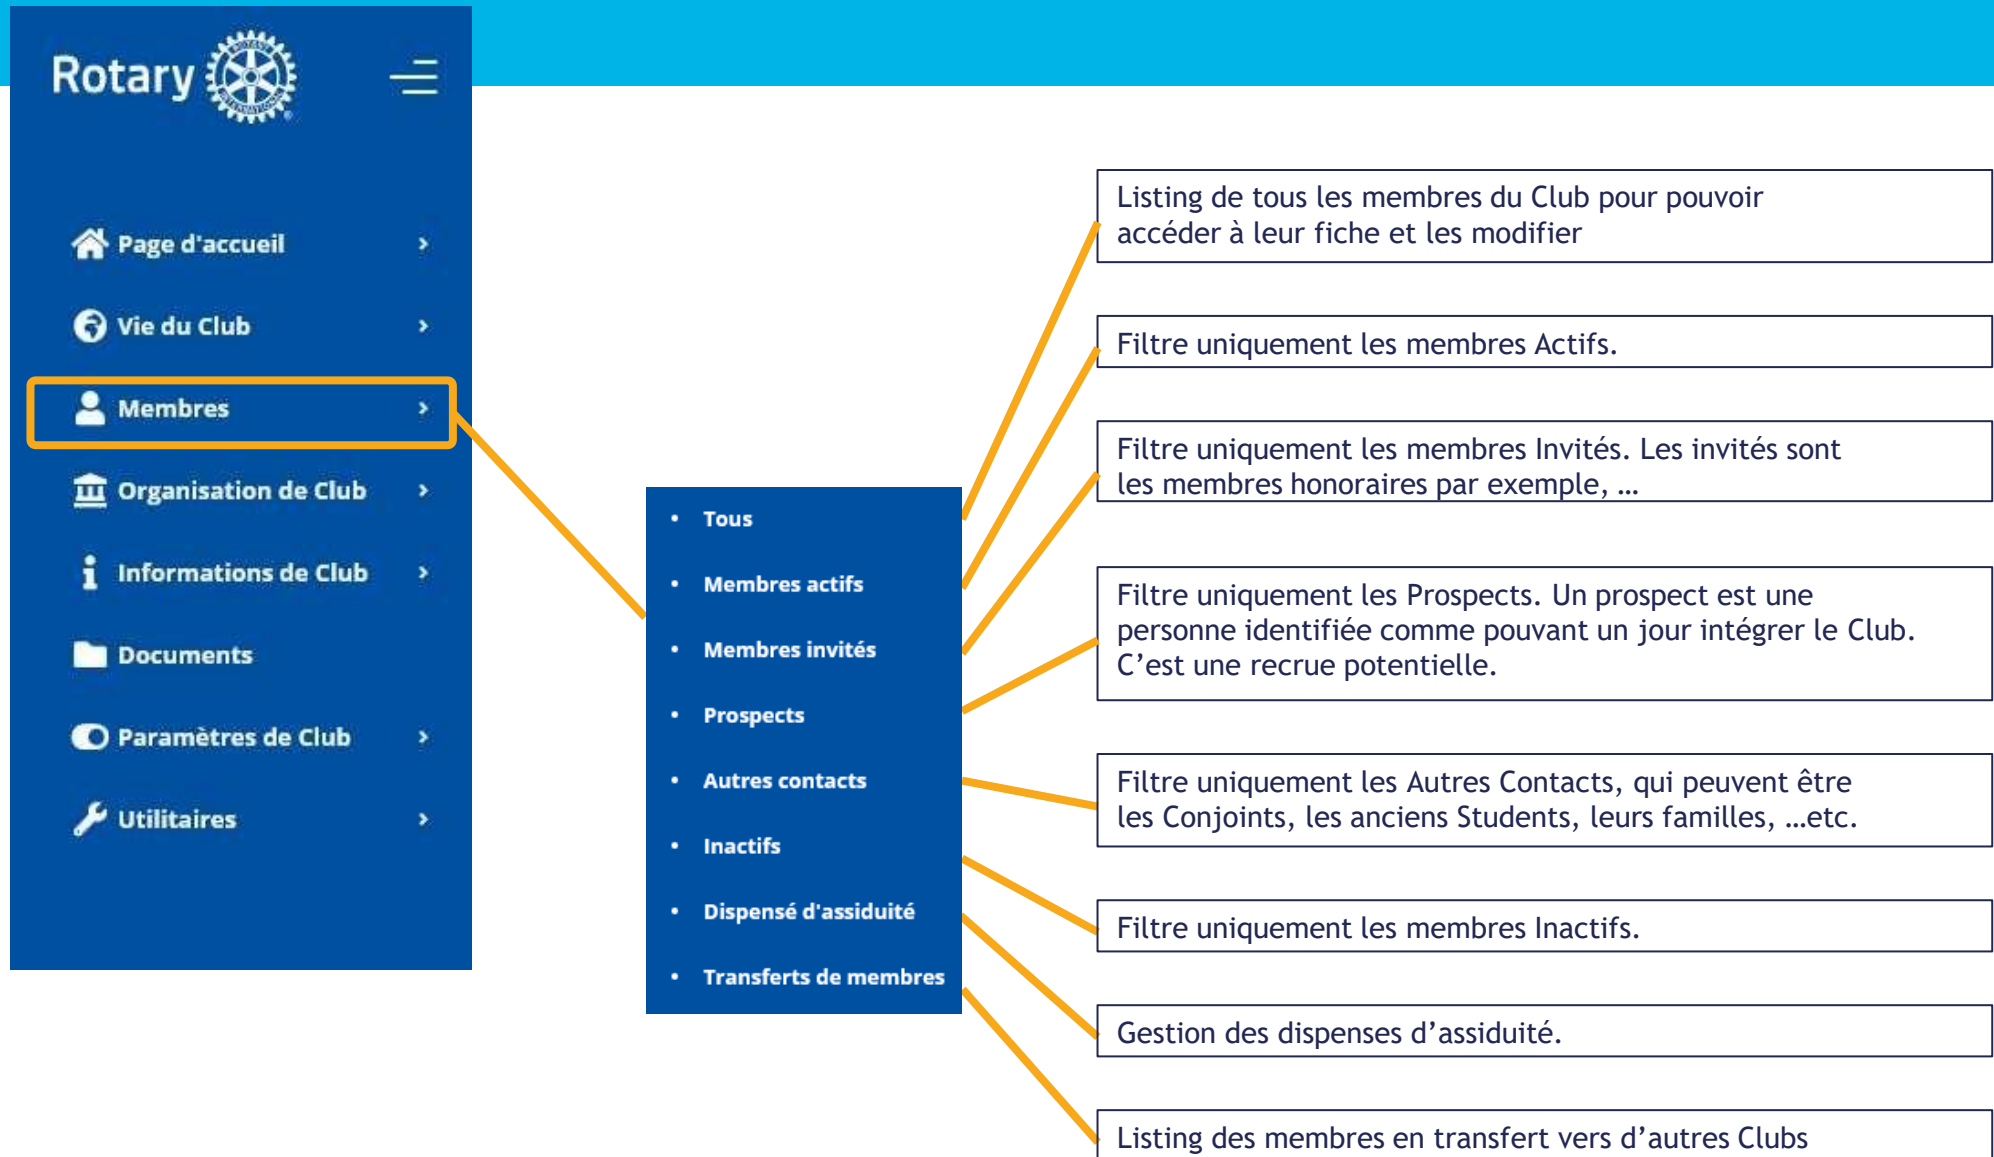 Rotary
Page d'accueil
Vie du Club
Membres
Organisation de Club
Informations de Club
Documents
Paramètres de Club
Utilitaires
• Tous
• Membres actifs
• Membres invités
• Prospects
• Autres contacts
• Inactifs
• Dispensé d'assiduité
• Transferts de membres
Listing de tous les membres du Club pour pouvoir
accéder à leur fiche et les modifier
Filtre uniquement les membres Actifs.
Filtre uniquement les membres Invités. Les invités sont
les membres honoraires par exemple, …
Filtre uniquement les Prospects. Un prospect est une
personne identifiée comme pouvant un jour intégrer le Club.
C’est une recrue potentielle.
Filtre uniquement les Autres Contacts, qui peuvent être
les Conjoints, les anciens Students, leurs familles, …etc.
Filtre uniquement les membres Inactifs.
Gestion des dispenses d’assiduité.
Listing des membres en transfert vers d’autres Clubs